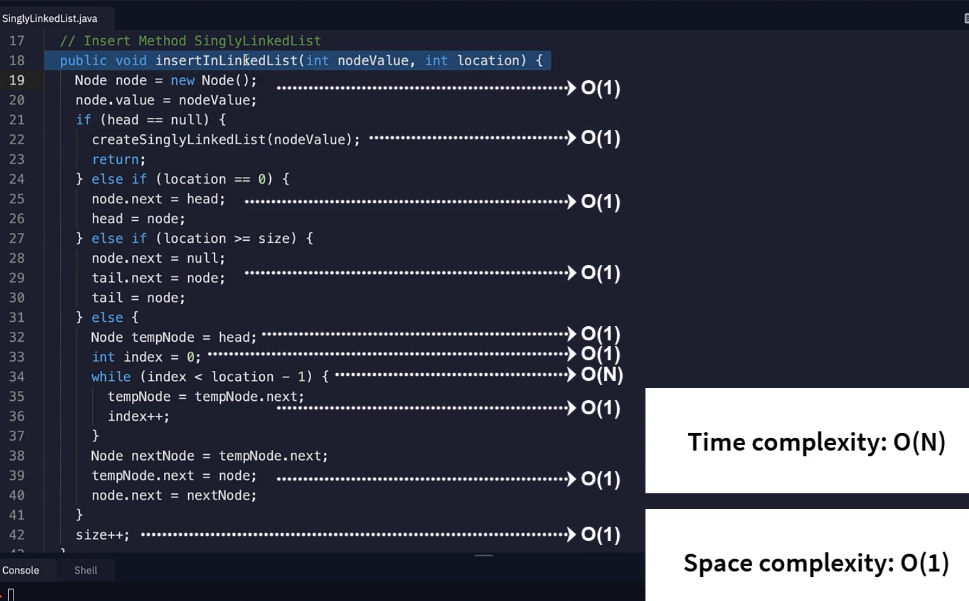 SinglyLinkedList.java
17 // Insert Method SinglyLinkedList
18 public void insertInLinkedList(int nodeValue, int location) {
19 Node node = new Node(); O(1)
20 node.value = nodeValue;
21 if (head == null) {
22 createSinglyLinkedList(nodeValue); O(1)
23 return;
24 } else if (location == 0) {
25 node.next = head; O(1)
26 head = node;
27 } else if (location >= size) {
28 node.next = null;
29 tail.next = node; O(1)
30 tail = node;
31 } else {
32 Node tempNode = head; O(1)
33 int index = 0; O(1)
34 while (index < location - 1) { O(N)
35 tempNode = tempNode.next;
36 index++; O(1)
37 }
38 Node nextNode = tempNode.next;
39 tempNode.next = node; O(1)
40 node.next = nextNode;
41 }
42 size++; O(1)
Time complexity: O(N)
Space complexity: O(1)
Console Shell